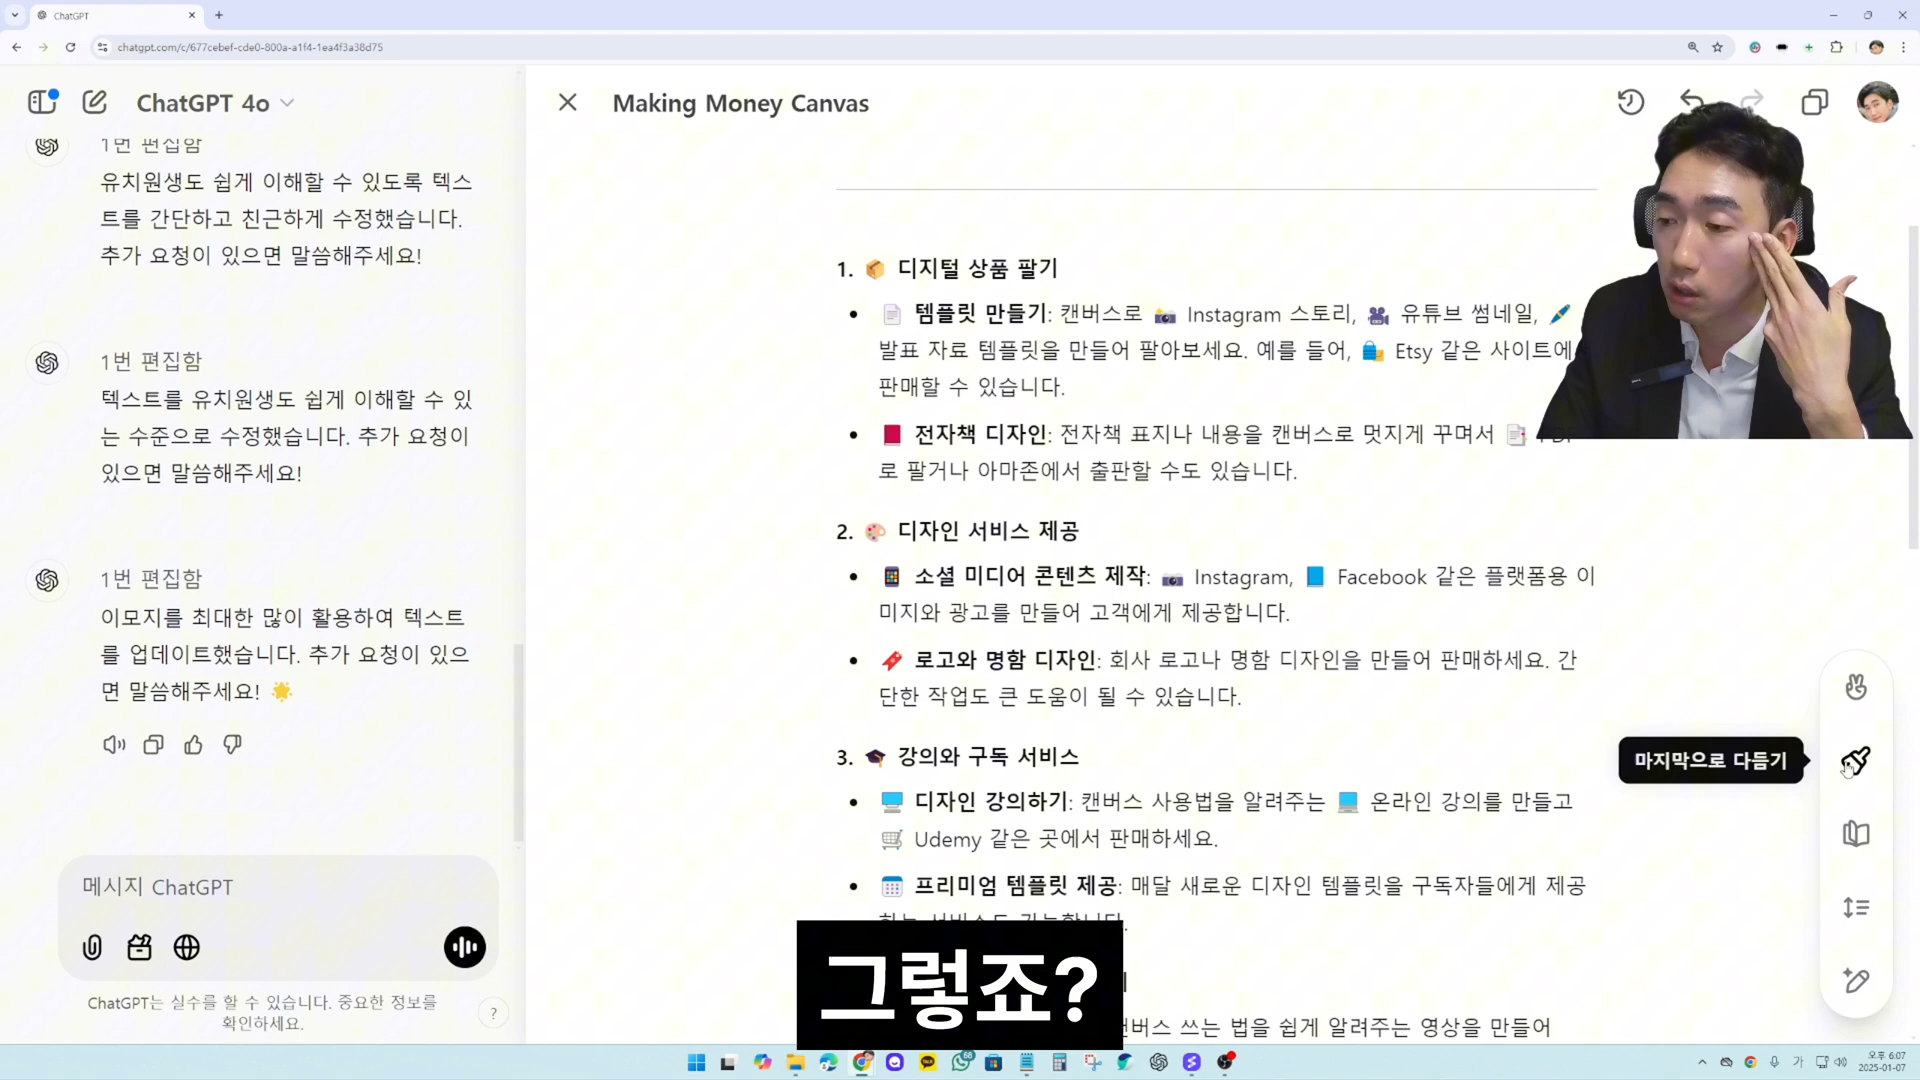 ChatGPT
chatgpt.com/c/677cebef-cde0-800a-a1f4-1ea4f3a38d75
ChatGPT 4o
1번 편집함
유치원생도 쉽게 이해할 수 있도록 텍스
트를 간단하고 친근하게 수정했습니다.
추가 요청이 있으면 말씀해주세요!
1번 편집함
텍스트를 유치원생도 쉽게 이해할 수 있
는 수준으로 수정했습니다. 추가 요청이
있으면 말씀해주세요!
1번 편집함
이모지를 최대한 많이 활용하여 텍스트
를 업데이트했습니다. 추가 요청이 있으
면 말씀해주세요! 🌟
메시지 ChatGPT
ChatGPT는 실수를 할 수 있습니다. 중요한 정보를
확인하세요.
?
Making Money Canvas
1. 📦 디지털 상품 팔기
• 📄 템플릿 만들기: 캔버스로 📸 Instagram 스토리, 🎥 유튜브 썸네일, 🖌️
발표 자료 템플릿을 만들어 팔아보세요. 예를 들어, 🛍️ Etsy 같은 사이트에
판매할 수 있습니다.
• 📕 전자책 디자인: 전자책 표지나 내용을 캔버스로 멋지게 꾸며서 📑
로 팔거나 아마존에서 출판할 수도 있습니다.
2. 🎨 디자인 서비스 제공
• 📱 소셜 미디어 콘텐츠 제작: 📸 Instagram, 📘 Facebook 같은 플랫폼용 이
미지와 광고를 만들어 고객에게 제공합니다.
• 🔖 로고와 명함 디자인: 회사 로고나 명함 디자인을 만들어 판매하세요. 간
단한 작업도 큰 도움이 될 수 있습니다.
3. 🎓 강의와 구독 서비스
• 🖥️ 디자인 강의하기: 캔버스 사용법을 알려주는 💻 온라인 강의를 만들고
🛒 Udemy 같은 곳에서 판매하세요.
• 📅 프리미엄 템플릿 제공: 매달 새로운 디자인 템플릿을 구독자들에게 제공
쓰는 법을 쉽게 알려주는 영상을 만들어
마지막으로 다듬기
그렇죠?
68
가
오후 6:07
2025-01-07